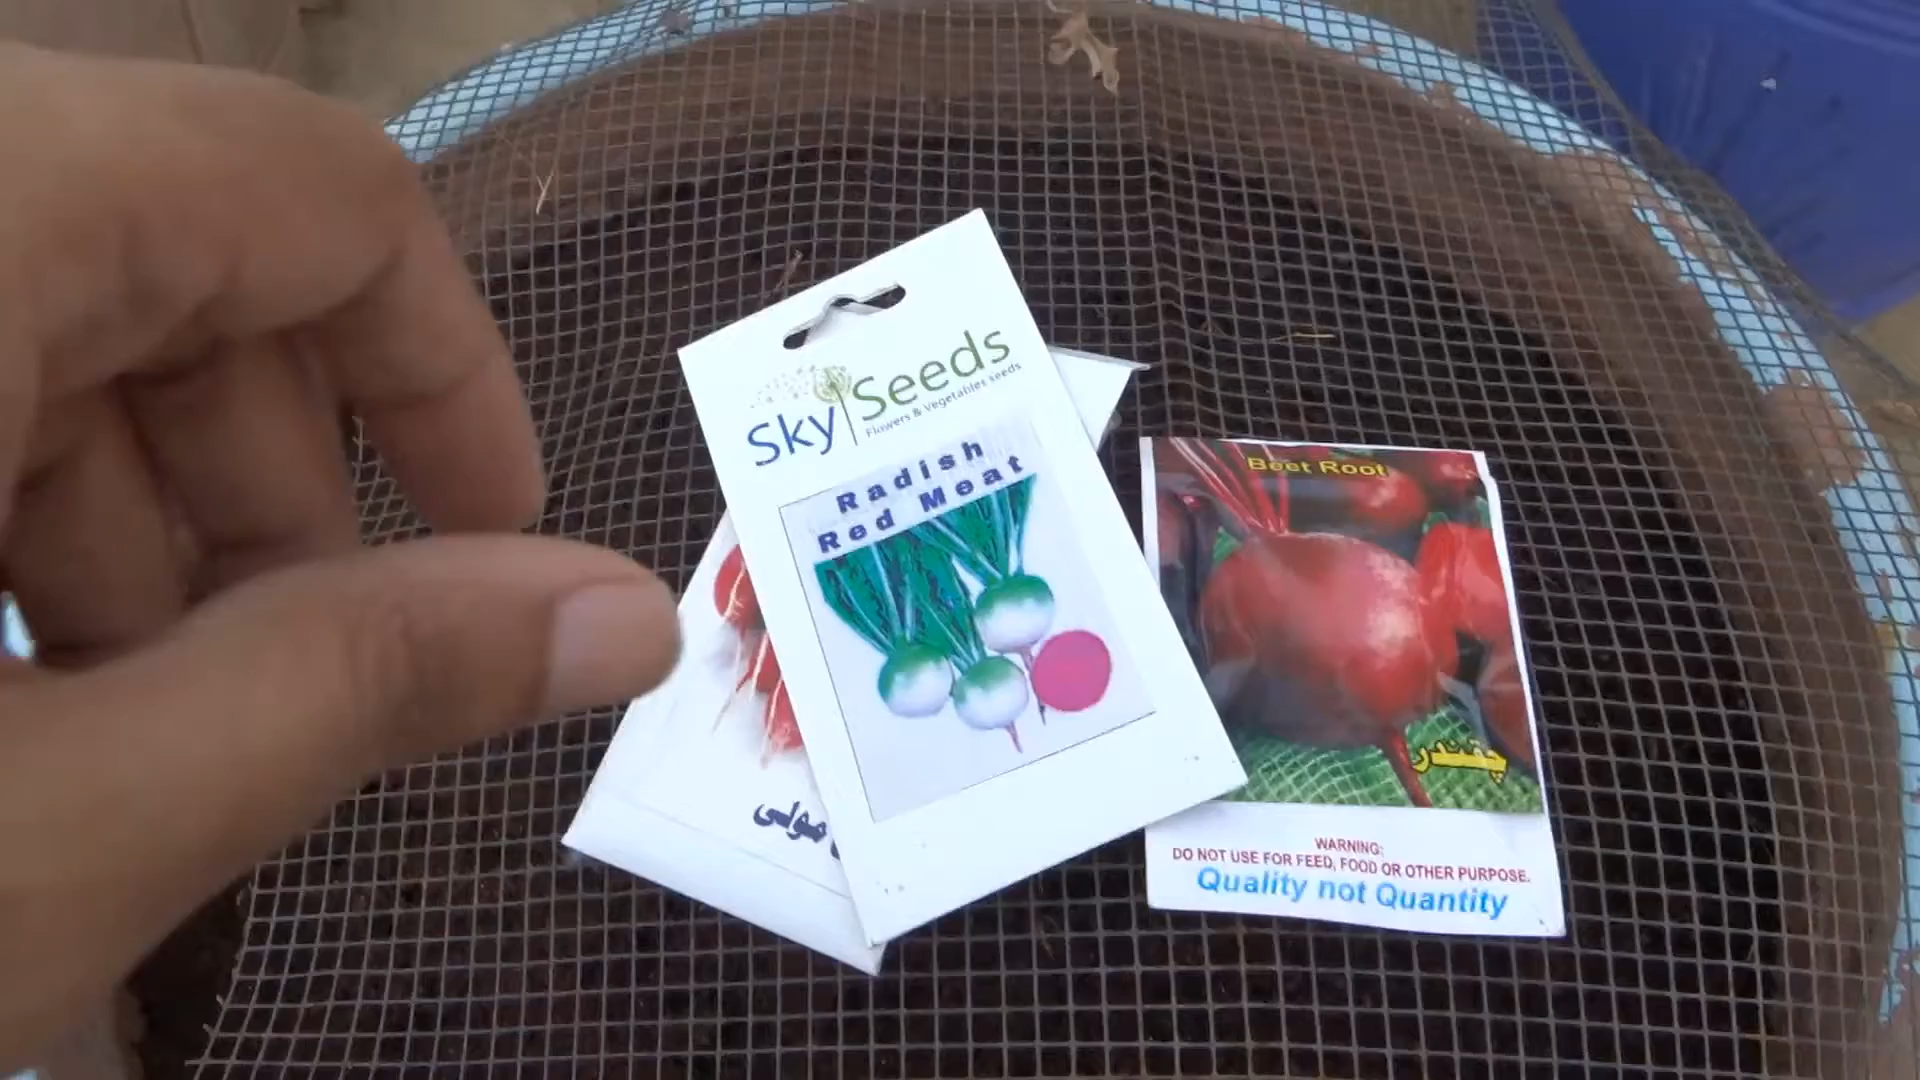 Sky Seeds
Flowers & Vegetables seeds
Radish
Red Meat
مولی
Beet Root
چقندر
WARNING:
DO NOT USE FOR FEED, FOOD OR OTHER PURPOSE.
Quality not Quantity